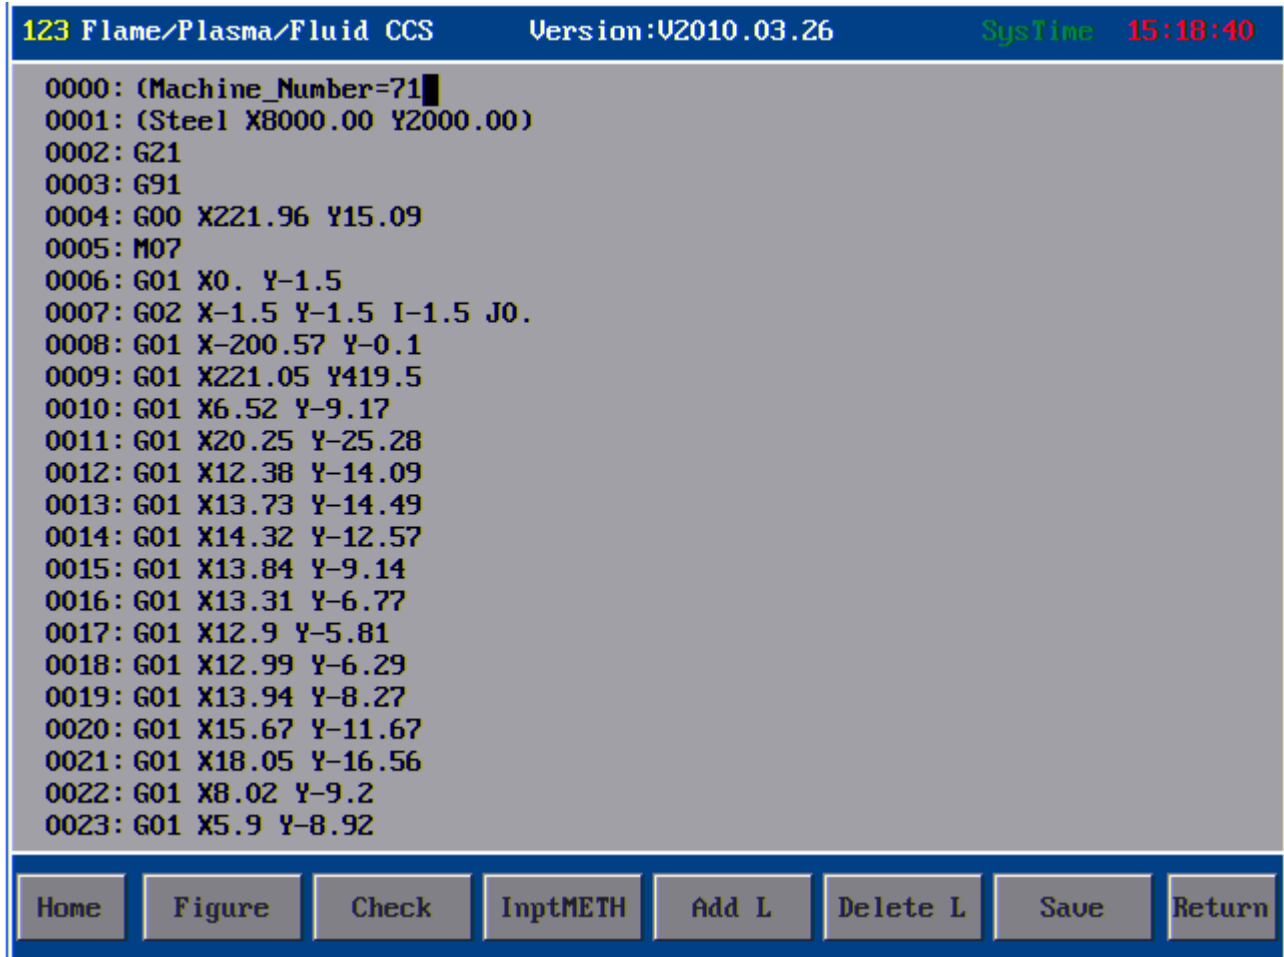 123 Flame/Plasma/Fluid CCS Version:V2010.03.26 SysTime 15:18:40
0000: (Machine_Number=71
0001: (Steel X8000.00 Y2000.00)
0002: G21
0003: G91
0004: G00 X221.96 Y15.09
0005: M07
0006: G01 X0. Y-1.5
0007: G02 X-1.5 Y-1.5 I-1.5 J0.
0008: G01 X-200.57 Y-0.1
0009: G01 X221.05 Y419.5
0010: G01 X6.52 Y-9.17
0011: G01 X20.25 Y-25.28
0012: G01 X12.38 Y-14.09
0013: G01 X13.73 Y-14.49
0014: G01 X14.32 Y-12.57
0015: G01 X13.84 Y-9.14
0016: G01 X13.31 Y-6.77
0017: G01 X12.9 Y-5.81
0018: G01 X12.99 Y-6.29
0019: G01 X13.94 Y-8.27
0020: G01 X15.67 Y-11.67
0021: G01 X18.05 Y-16.56
0022: G01 X8.02 Y-9.2
0023: G01 X5.9 Y-8.92
Home Figure Check InptMETH Add L Delete L Save Return